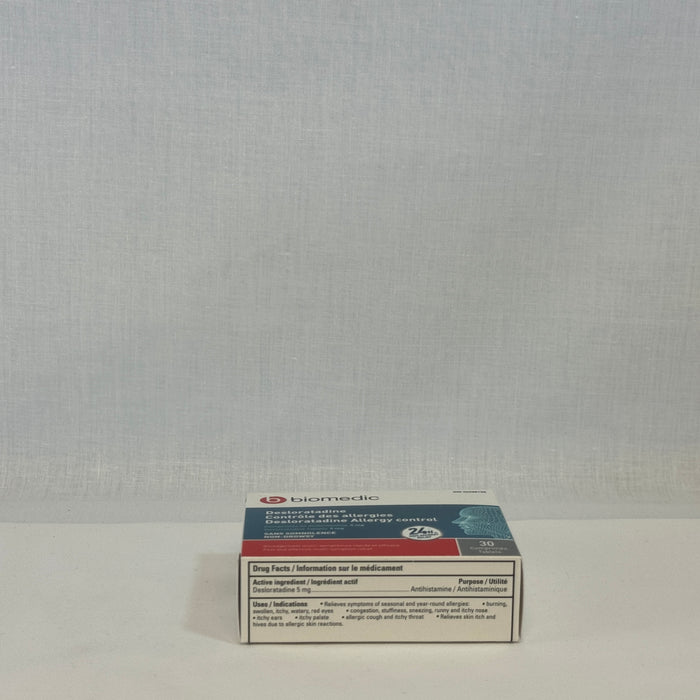 biomedic
Desloratadine
Contrôle des allergies
Desloratadine Allergy control
SANS SOMNOLENCE
NON-DROWSY
24H
30
Comprimés
Tablets
Drug Facts / Information sur le médicament
Active ingredient / Ingrédient actif Purpose / Utilité
Desloratadine 5 mg Antihistamine / Antihistaminique
Uses / Indications • Relieves symptoms of seasonal and year-round allergies: • burning,
swollen, itchy, watery, red eyes • congestion, stuffiness, sneezing, runny and itchy nose
• itchy ears • itchy palate • allergic cough and itchy throat • Relieves skin itch and
hives due to allergic skin reactions.